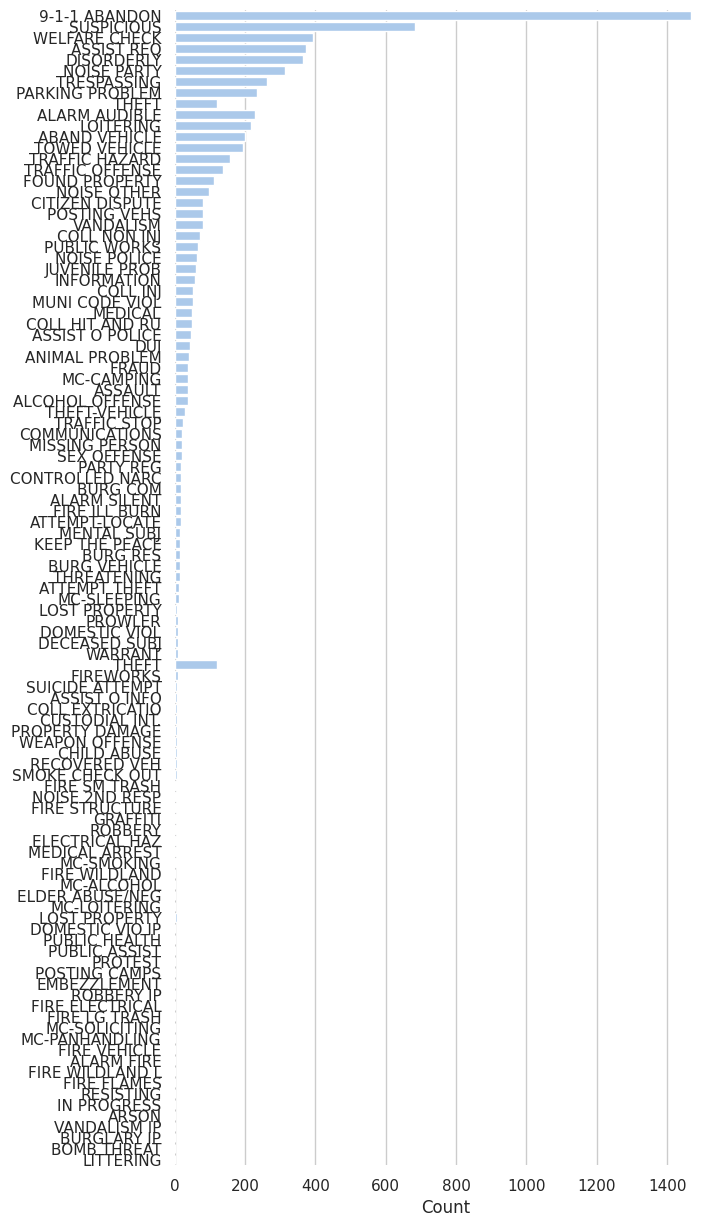 9-1-1 ABANDON
SUSPICIOUS
WELFARE CHECK
ASSIST REQ
DISORDERLY
NOISE PARTY
TRESPASSING
PARKING PROBLEM
THEFT
ALARM AUDIBLE
LOITERING
ABAND VEHICLE
TOWED VEHICLE
TRAFFIC HAZARD
TRAFFIC OFFENSE
FOUND PROPERTY
NOISE OTHER
CITIZEN DISPUTE
POSTING VEHS
VANDALISM
COLL NON INJ
PUBLIC WORKS
NOISE POLICE
JUVENILE PROB
INFORMATION
COLL INJ
MUNI CODE VIOL
MEDICAL
COLL HIT AND RU
ASSIST O POLICE
DUI
ANIMAL PROBLEM
FRAUD
MC-CAMPING
ASSAULT
ALCOHOL OFFENSE
THEFT-VEHICLE
TRAFFIC STOP
COMMUNICATIONS
MISSING PERSON
SEX OFFENSE
PARTY REG
CONTROLLED NARC
BURG COM
ALARM SILENT
FIRE ILL BURN
ATTEMPT-LOCATE
MENTAL SUBJ
KEEP THE PEACE
BURG RES
BURG VEHICLE
THREATENING
ATTEMPT THEFT
MC-SLEEPING
LOST PROPERTY
PROWLER
DOMESTIC VIOL
DECEASED SUBJ
WARRANT
THEFT
FIREWORKS
SUICIDE ATTEMPT
ASSIST O INFO
COLL EXTRICATIO
CUSTODIAL INT.
PROPERTY DAMAGE
WEAPON OFFENSE
CHILD ABUSE
RECOVERED VEH
SMOKE CHECK OUT
FIRE SM TRASH
NOISE 2ND RESP
FIRE STRUCTURE
GRAFFITI
ROBBERY
ELECTRICAL HAZ
MEDICAL ARREST
MC-SMOKING
FIRE WILDLAND
MC-ALCOHOL
ELDER ABUSE/NEG
MC-LOITERING
LOST PROPERTY
DOMESTIC VIO IP
PUBLIC HEALTH
PUBLIC ASSIST
PROTEST
POSTING CAMPS
EMBEZZLEMENT
ROBBERY IP
FIRE ELECTRICAL
FIRE LG TRASH
MC-SOLICITING
MC-PANHANDLING
FIRE VEHICLE
ALARM FIRE
FIRE WILDLAND L
FIRE FLAMES
RESISTING
IN PROGRESS
ARSON
VANDALISM IP
BURGLARY IP
BOMB THREAT
LITTERING
0 200 400 600 800 1000 1200 1400
Count